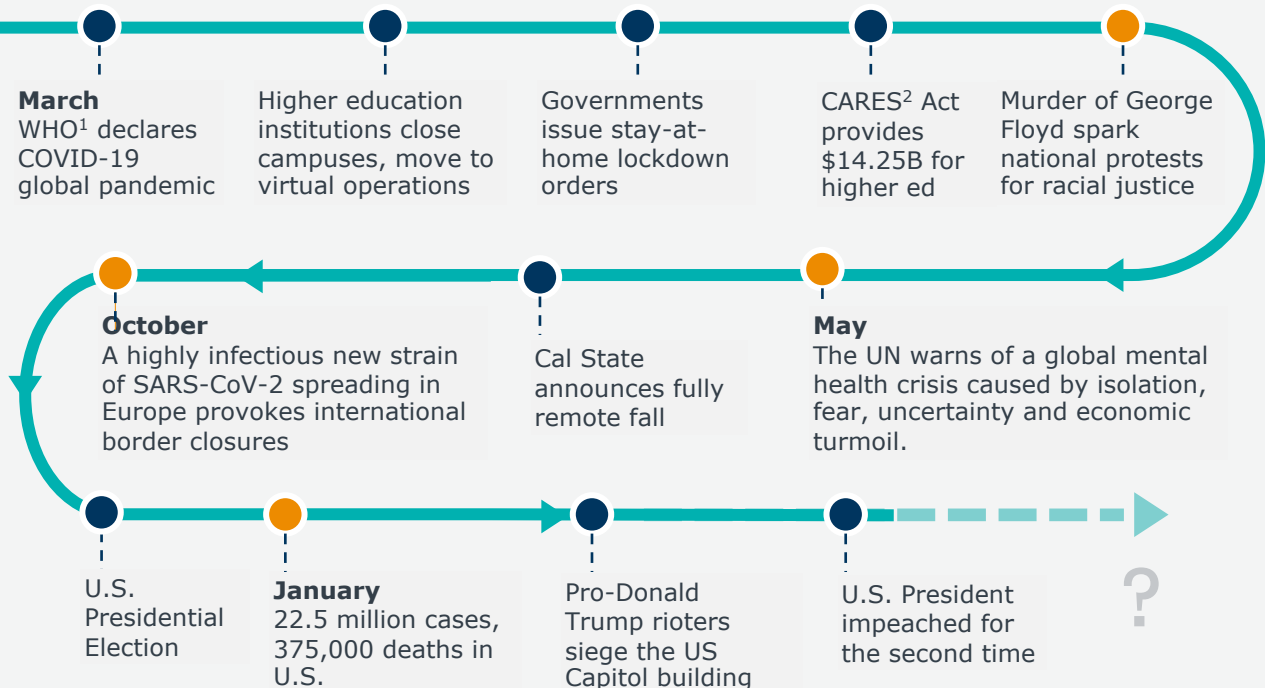 March
WHO¹ declares
COVID-19
global pandemic
Higher education
institutions close
campuses, move to
virtual operations
Governments
issue stay-at-
home lockdown
orders
CARES² Act
provides
$14.25B for
higher ed
Murder of George
Floyd spark
national protests
for racial justice
May
The UN warns of a global mental
health crisis caused by isolation,
fear, uncertainty and economic
turmoil.
Cal State
announces fully
remote fall
October
A highly infectious new strain
of SARS-CoV-2 spreading in
Europe provokes international
border closures
U.S.
Presidential
Election
January
22.5 million cases,
375,000 deaths in
U.S.
Pro-Donald
Trump rioters
siege the US
Capitol building
U.S. President
impeached for
the second time
?